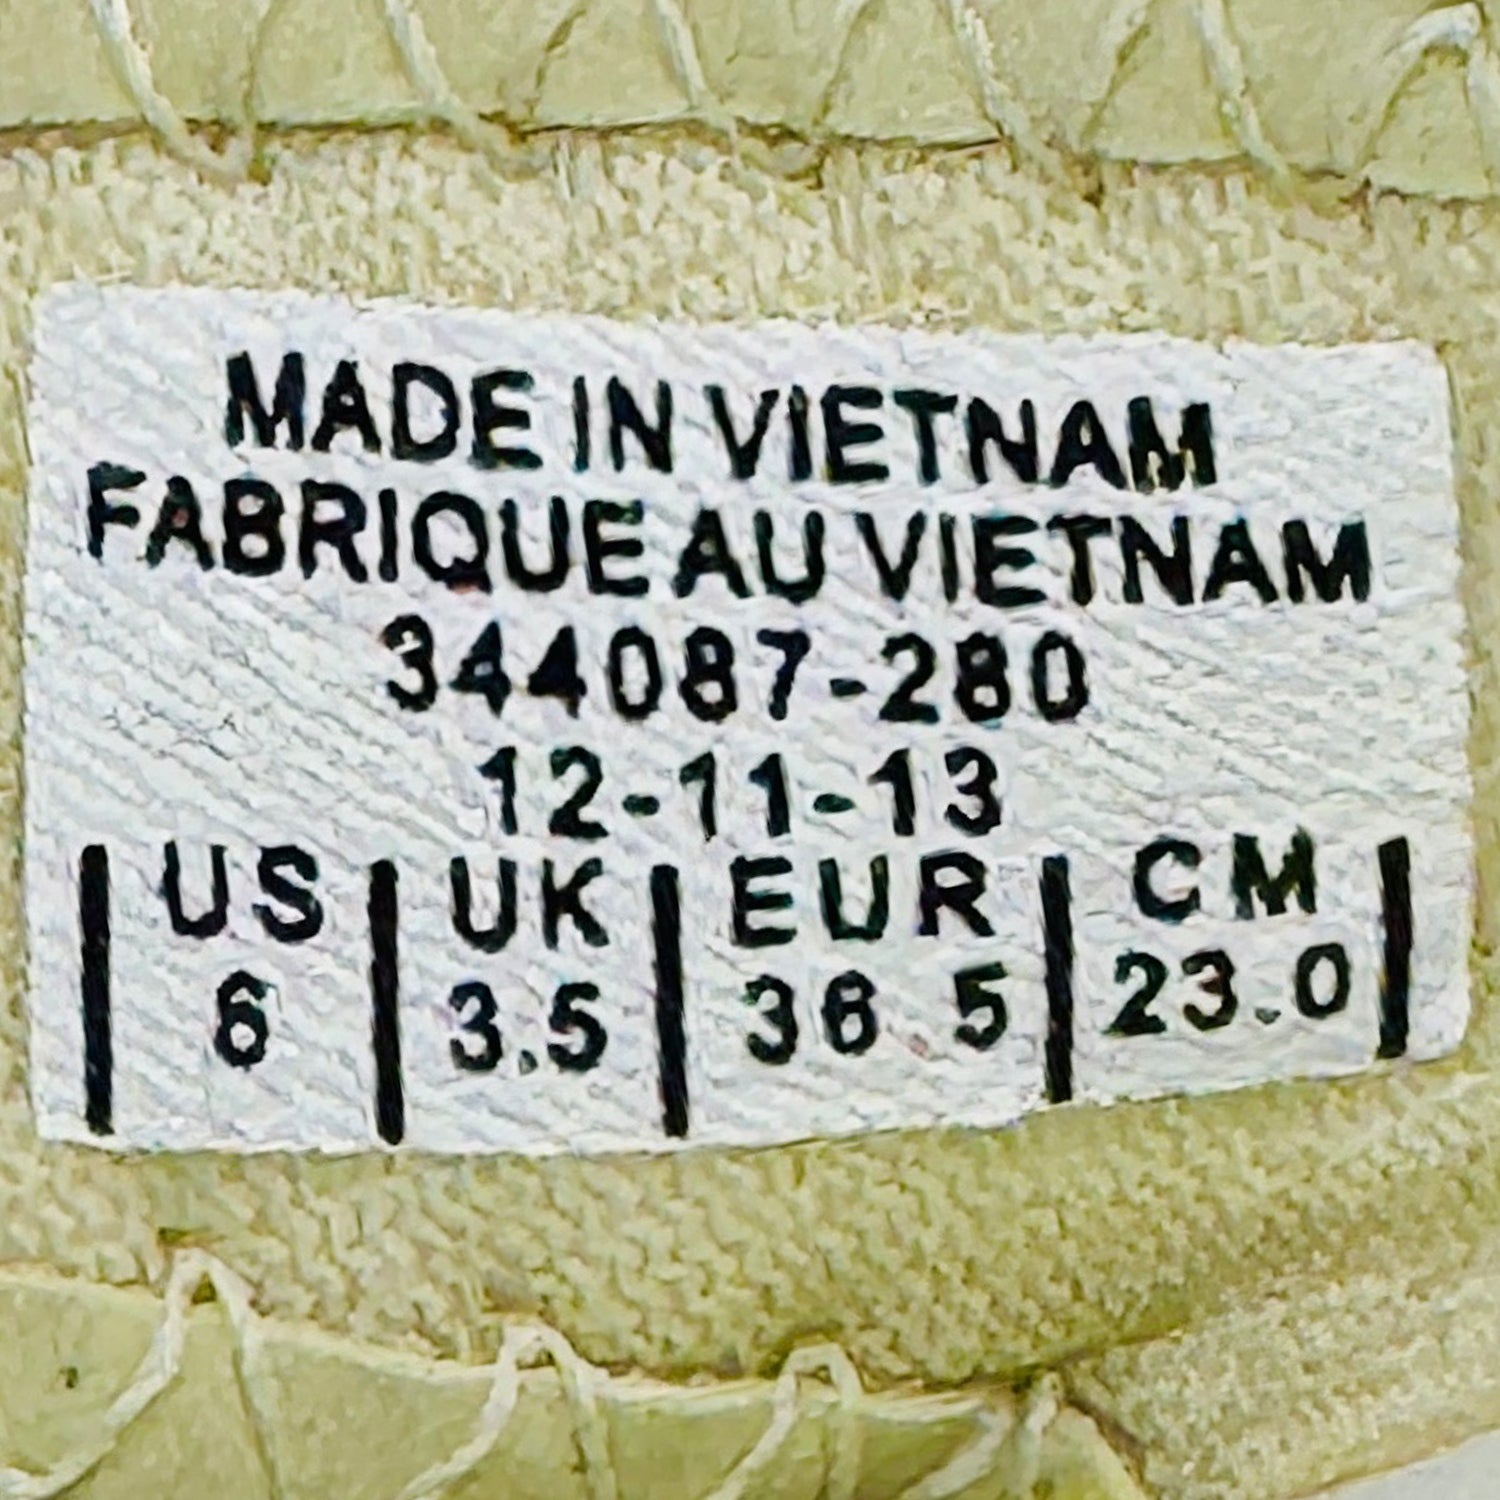 MADE IN VIETNAM
FABRIQUE AU VIETNAM
344087-280
12-11-13
US UK EUR CM
6 3.5 36 5 23.0